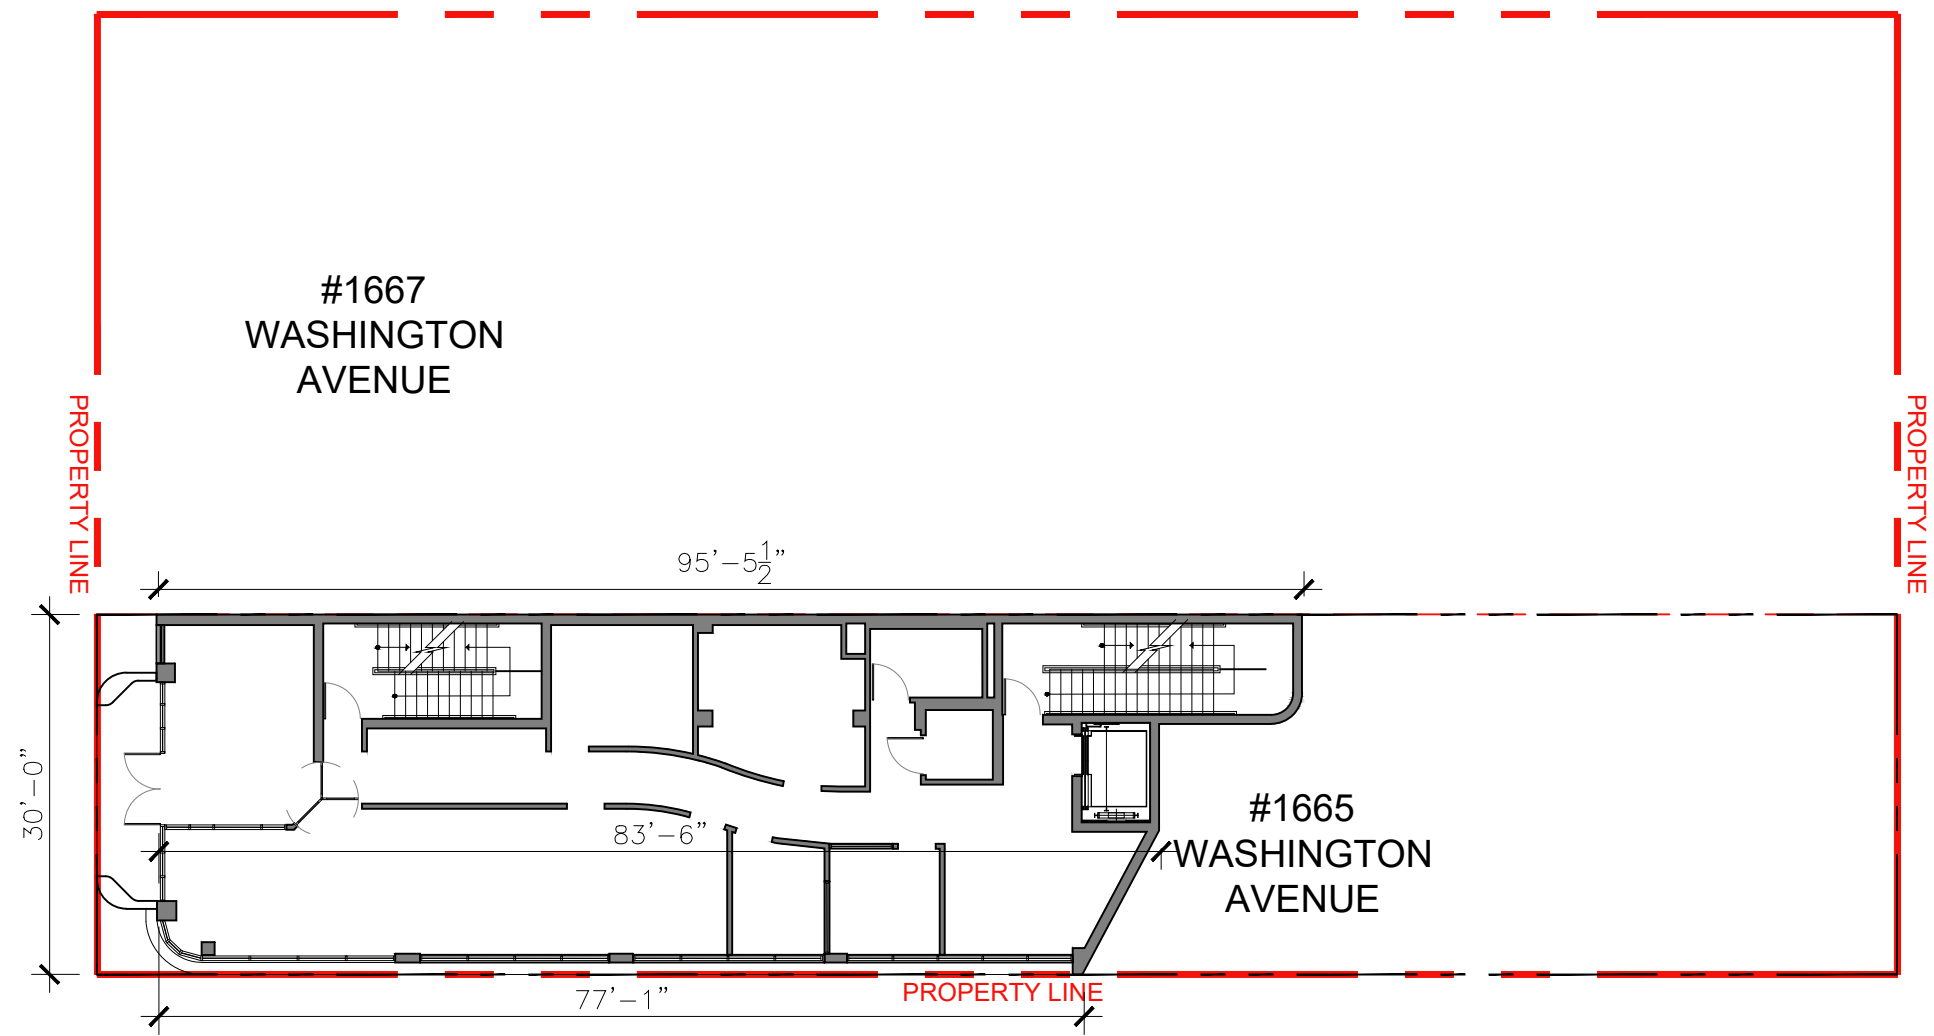 #1667
WASHINGTON
AVENUE
PROPERTY LINE
PROPERTY LINE
95'-5½"
30'-0"
83'-6"
#1665
WASHINGTON
AVENUE
77'-1"
PROPERTY LINE